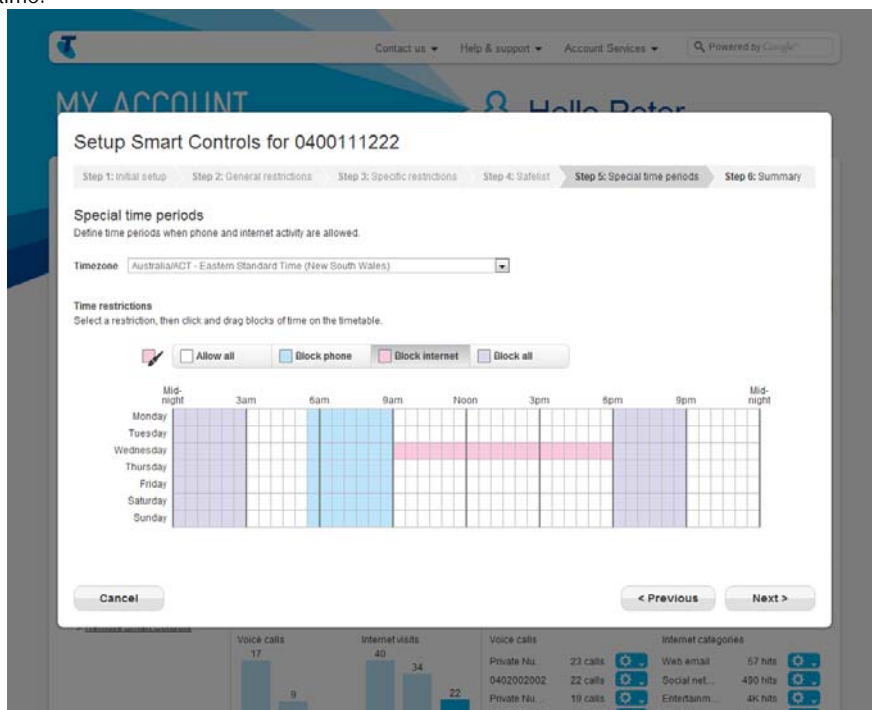 time.
Contact us Help & support Account Services Powered by Google™
MY ACCOUNT
Hello Peter
Setup Smart Controls for 0400111222
Step 1: Initial setup Step 2: General restrictions Step 3: Specific restrictions Step 4: Safelist Step 5: Special time periods Step 6: Summary
Special time periods
Define time periods when phone and internet activity are allowed.
Timezone Australia/ACT - Eastern Standard Time (New South Wales)
Time restrictions
Select a restriction, then click and drag blocks of time on the timetable.
Allow all Block phone Block internet Block all
Mid-night 3am 6am 9am Noon 3pm 6pm 9pm Mid-night
Monday
Tuesday
Wednesday
Thursday
Friday
Saturday
Sunday
Cancel < Previous Next >
Voice calls Internet visits Voice calls Internet categories
17 40 Private Nu... 23 calls Web email 57 hits
34 0402002002 22 calls Social net... 490 hits
9 22 Private Nu... 19 calls Entertainm... 4K hits